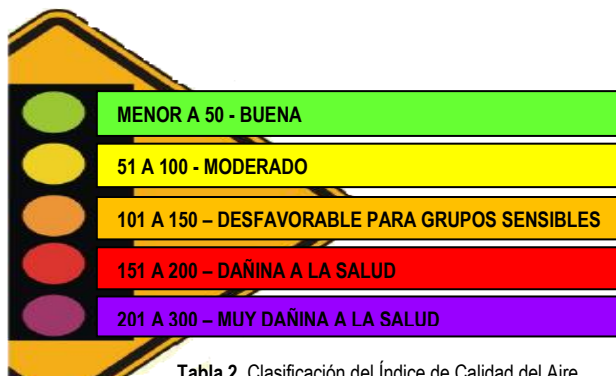 MENOR A 50 - BUENA
51 A 100 - MODERADO
101 A 150 – DESFAVORABLE PARA GRUPOS SENSIBLES
151 A 200 – DAÑINA A LA SALUD
201 A 300 – MUY DAÑINA A LA SALUD
Tabla 2. Clasificación del Índice de Calidad del Aire